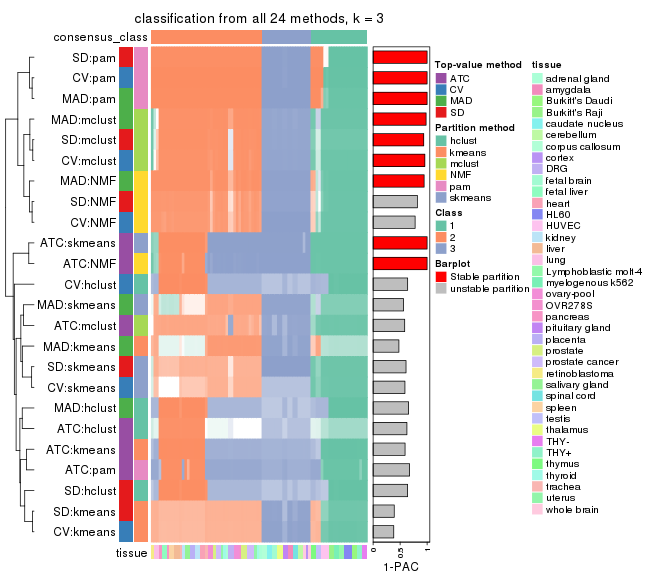 classification from all 24 methods, k = 3
consensus_class
SD:pam
CV:pam
MAD:pam
MAD:mclust
SD:mclust
CV:mclust
MAD:NMF
SD:NMF
CV:NMF
ATC:skmeans
ATC:NMF
CV:hclust
MAD:skmeans
ATC:mclust
MAD:kmeans
SD:skmeans
CV:skmeans
MAD:hclust
ATC:hclust
ATC:kmeans
ATC:pam
SD:hclust
SD:kmeans
CV:kmeans
tissue
0
0.5
1
1-PAC
Top-value method
ATC
CV
MAD
SD
Partition method
hclust
kmeans
mclust
NMF
pam
skmeans
Class
1
2
3
Barplot
Stable partition
unstable partition
tissue
adrenal gland
amygdala
Burkitt's Daudi
Burkitt's Raji
caudate nucleus
cerebellum
corpus callosum
cortex
DRG
fetal brain
fetal liver
heart
HL60
HUVEC
kidney
liver
lung
Lymphoblastic molt-4
myelogenous k562
ovary-pool
OVR278S
pancreas
pituitary gland
placenta
prostate
prostate cancer
retinoblastoma
salivary gland
spinal cord
spleen
testis
thalamus
THY-
THY+
thymus
thyroid
trachea
uterus
whole brain